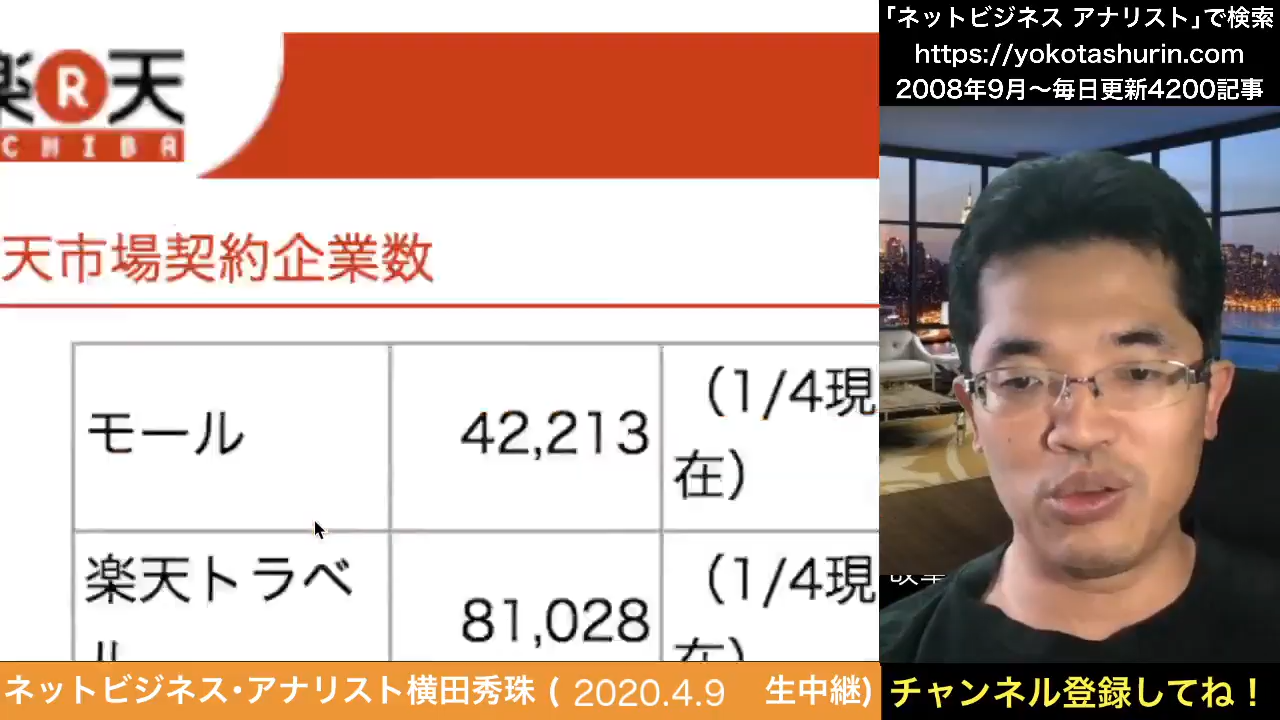 「ネットビジネス アナリスト」で検索
https://yokotashurin.com
2008年9月〜毎日更新4200記事
楽R天
CHIBA
天市場契約企業数
モール
42,213
（1/4現
在）
楽天トラベ
ル
81,028
（1/4現
在）
ネットビジネス・アナリスト横田秀珠 ( 2020.4.9 生中継)
チャンネル登録してね！